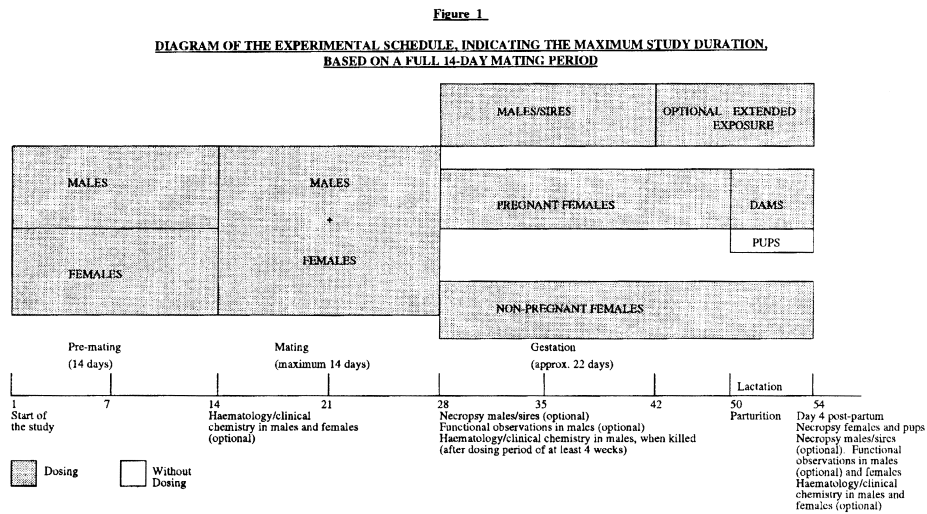 Figure 1
DIAGRAM OF THE EXPERIMENTAL SCHEDULE, INDICATING THE MAXIMUM STUDY DURATION,
BASED ON A FULL 14-DAY MATING PERIOD
MALES/SIRES
OPTIONAL EXTENDED
EXPOSURE
MALES
MALES
+
PREGNANT FEMALES
DAMS
PUPS
FEMALES
FEMALES
NON-PREGNANT FEMALES
Pre-mating
(14 days)
Mating
(maximum 14 days)
Gestation
(approx. 22 days)
Lactation
1
7
14
21
28
35
42
50
54
Start of
the study
Haematology/clinical
chemistry in males and females
(optional)
Necropsy males/sires (optional)
Functional observations in males (optional)
Haematology/clinical chemistry in males, when killed
(after dosing period of at least 4 weeks)
Parturition
Day 4 post-partum
Necropsy females and pups
Necropsy males/sires
(optional). Functional
observations in males
(optional) and females
Haematology/clinical
chemistry in males and
females (optional)
Dosing
Without
Dosing